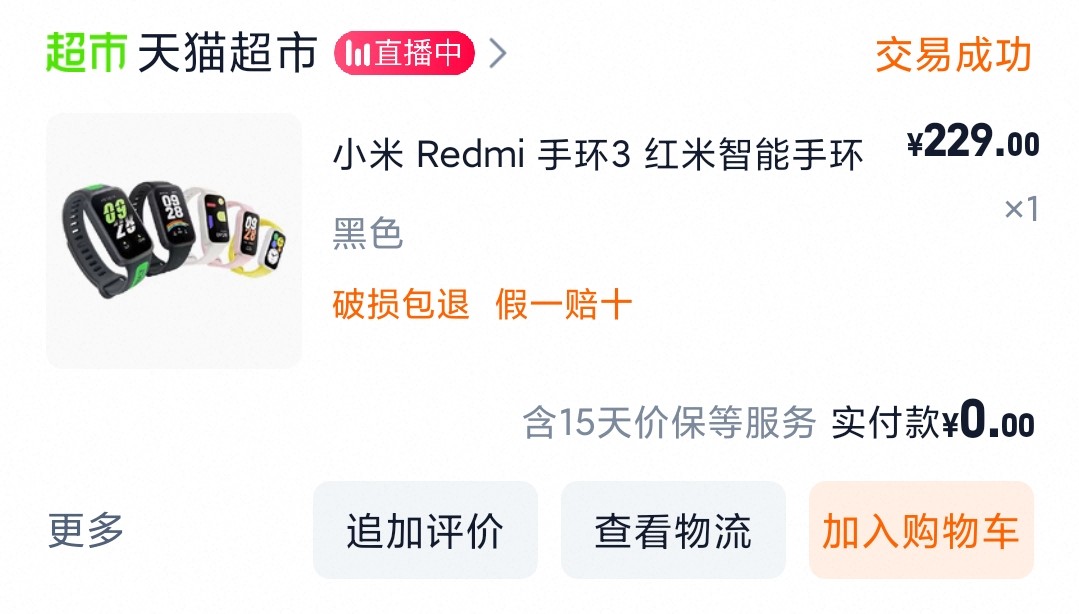 超市 天猫超市 直播中 交易成功
小米 Redmi 手环3 红米智能手环 ¥229.00
黑色 ×1
破损包退 假一赔十
含15天价保等服务 实付款¥0.00
更多 追加评价 查看物流 加入购物车